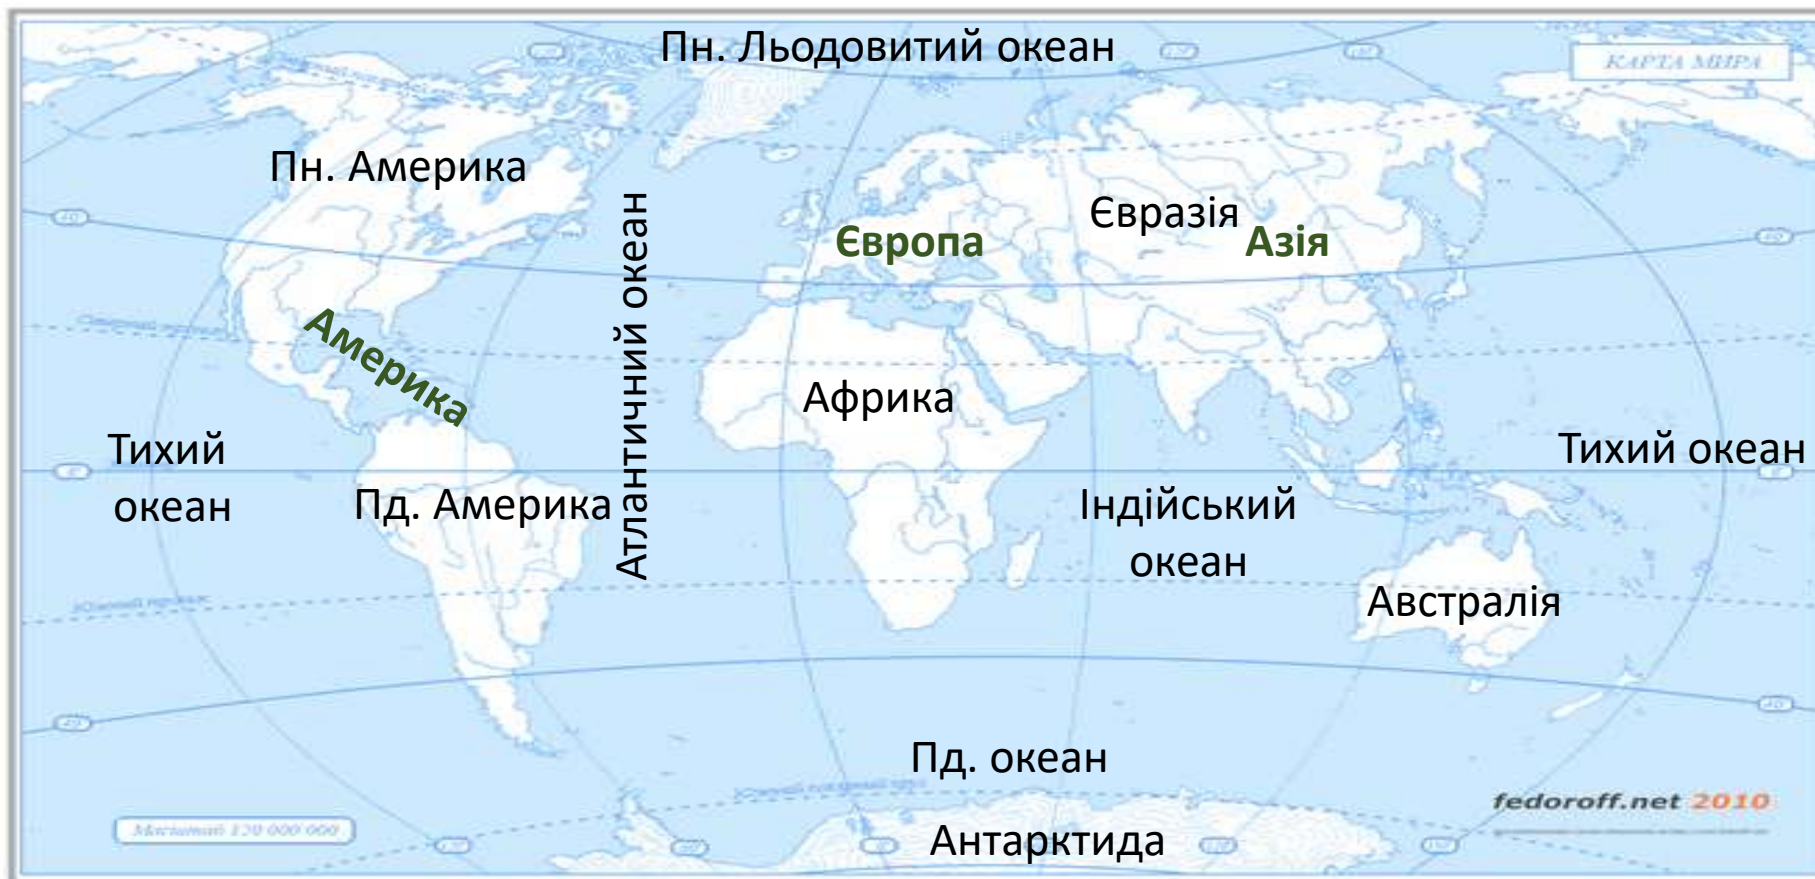 Пн. Льодовитий океан
КАРТА МИРА
Пн. Америка
Євразія
Європа
Азія
Америка
Атлантичний океан
Африка
Тихий
океан
Тихий океан
Пд. Америка
Індійський
океан
Австралія
Пд. океан
fedoroff.net 2010
Антарктида